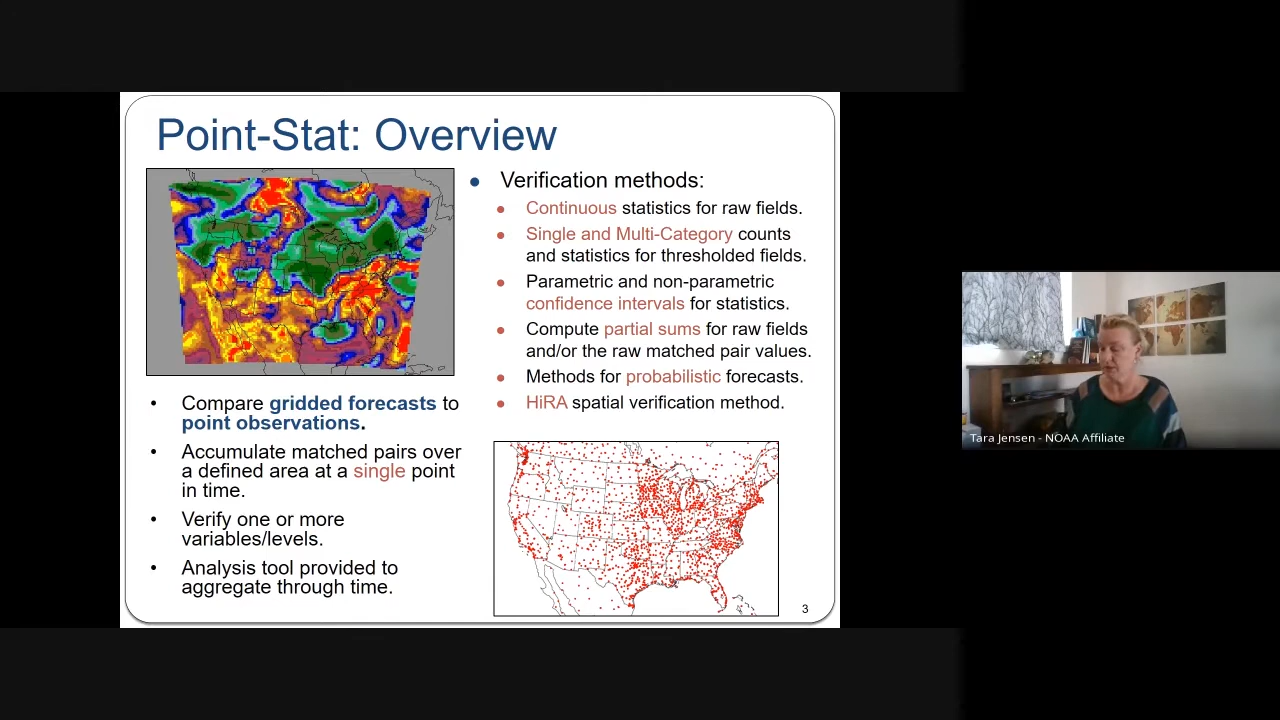 Point-Stat: Overview
• Compare gridded forecasts to
point observations.
• Accumulate matched pairs over
a defined area at a single point
in time.
• Verify one or more
variables/levels.
• Analysis tool provided to
aggregate through time.
• Verification methods:
• Continuous statistics for raw fields.
• Single and Multi-Category counts
and statistics for thresholded fields.
• Parametric and non-parametric
confidence intervals for statistics.
• Compute partial sums for raw fields
and/or the raw matched pair values.
• Methods for probabilistic forecasts.
• HiRA spatial verification method.
3
Tara Jensen - NOAA Affiliate